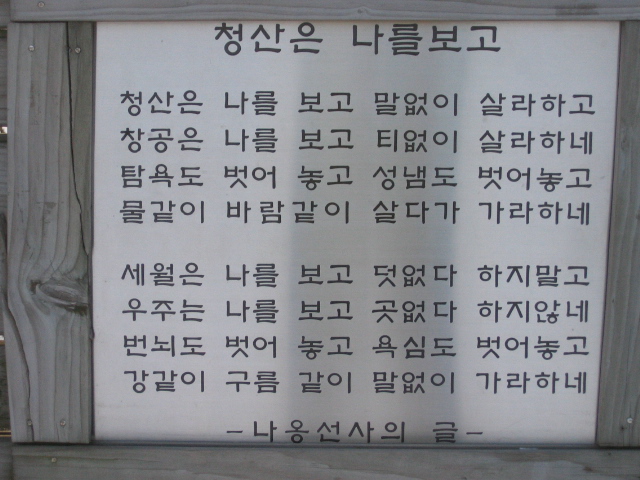 청산은 나를보고
청산은 나를 보고 말없이 살라하고
창공은 나를 보고 티없이 살라하네
탐욕도 벗어 놓고 성냄도 벗어놓고
물같이 바람같이 살다가 가라하네
세월은 나를 보고 덧없다 하지말고
우주는 나를 보고 곳없다 하지않네
번뇌도 벗어 놓고 욕심도 벗어놓고
강같이 구름 같이 말없이 가라하네
-나옹선사의 글-